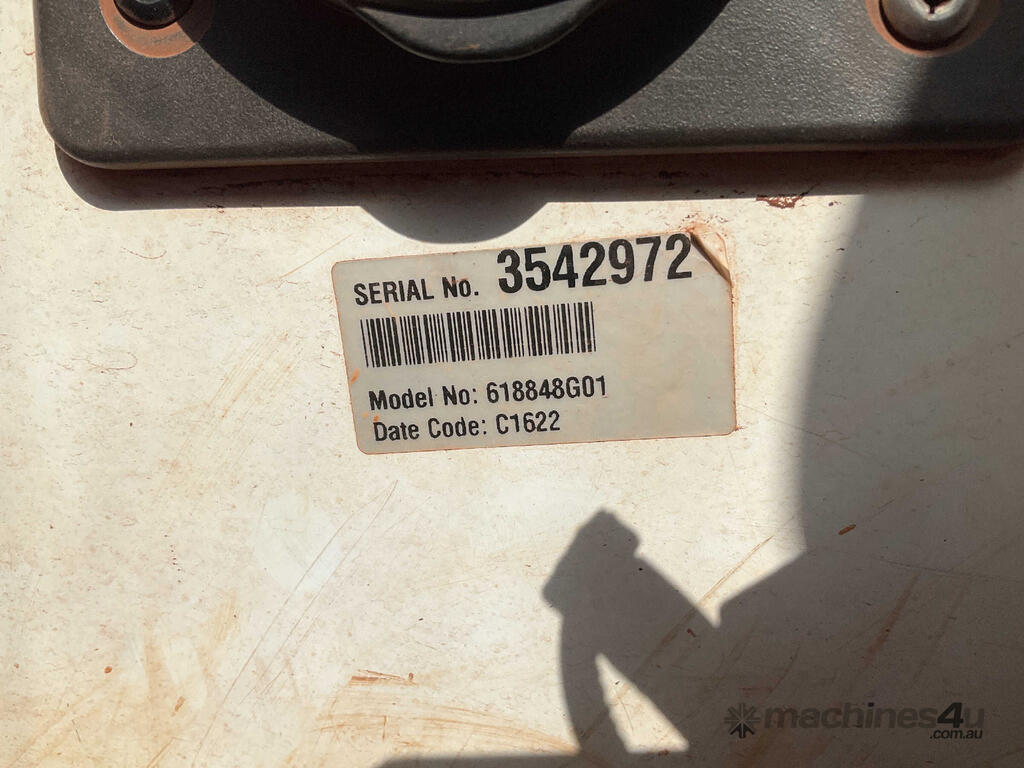 SERIAL No. 3542972
Model No: 618848G01
Date Code: C1622
machines4u
.com.au